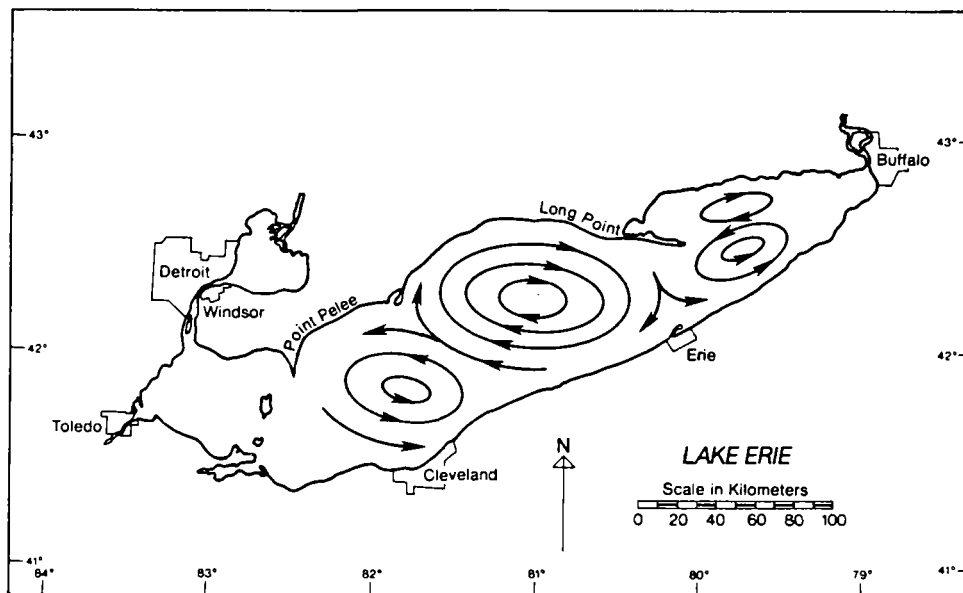 43°
43°
Buffalo
Long Point
Detroit
Windsor
Point Pelee
42°
42°
Erie
Toledo
Cleveland
N
LAKE ERIE
Scale in Kilometers
0 20 40 60 80 100
41°
41°
84° 83° 82° 81° 80° 79°